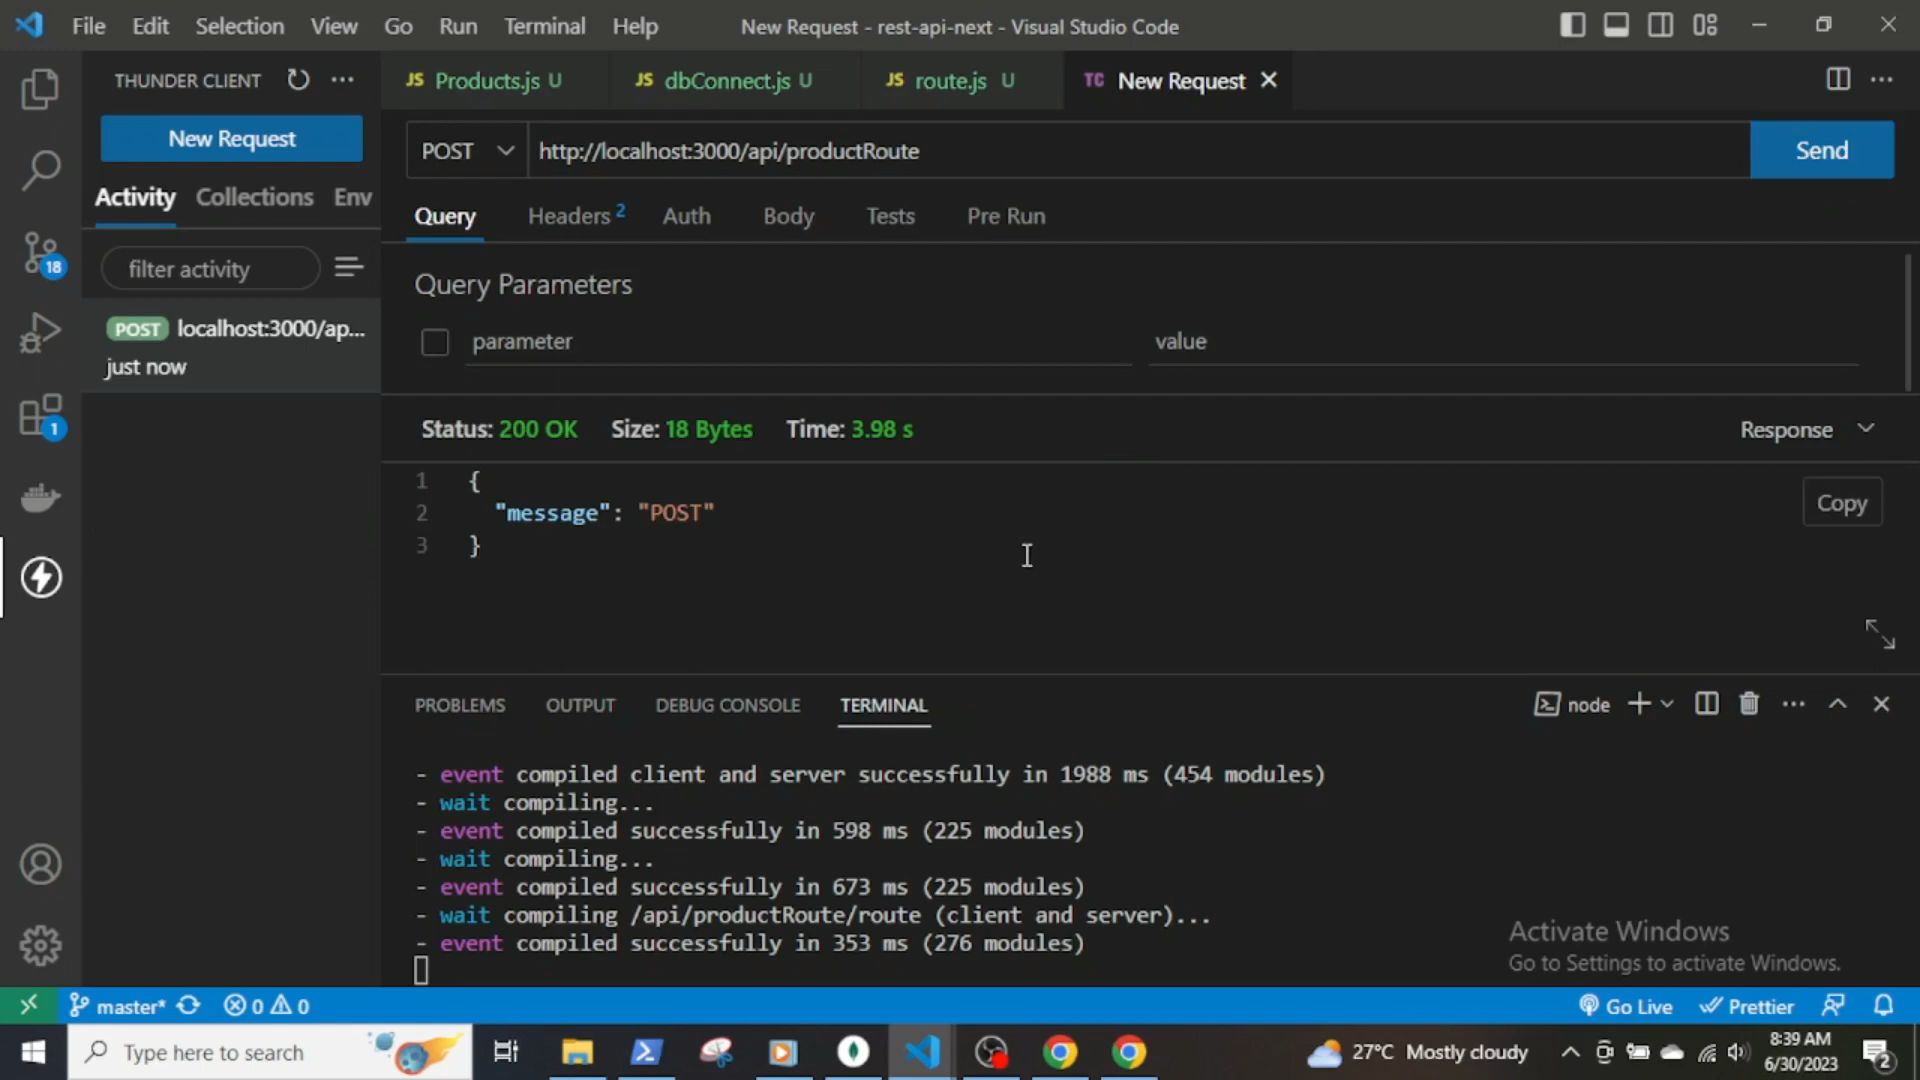 File Edit Selection View Go Run Terminal Help New Request - rest-api-next - Visual Studio Code
THUNDER CLIENT
JS Products.js U JS dbConnect.js U JS route.js U TC New Request
New Request
POST http://localhost:3000/api/productRoute Send
Activity Collections Env
Query Headers 2 Auth Body Tests Pre Run
18
filter activity
Query Parameters
POST localhost:3000/ap...
parameter value
just now
1
Status: 200 OK Size: 18 Bytes Time: 3.98 s Response
1 {
2 "message": "POST"
Copy
3 }
PROBLEMS OUTPUT DEBUG CONSOLE TERMINAL node
- event compiled client and server successfully in 1988 ms (454 modules)
- wait compiling...
- event compiled successfully in 598 ms (225 modules)
- wait compiling...
- event compiled successfully in 673 ms (225 modules)
- wait compiling /api/productRoute/route (client and server)...
- event compiled successfully in 353 ms (276 modules)
Activate Windows
Go to Settings to activate Windows.
master* 0 0 Go Live Prettier
Type here to search 27°C Mostly cloudy
8:39 AM
6/30/2023
2